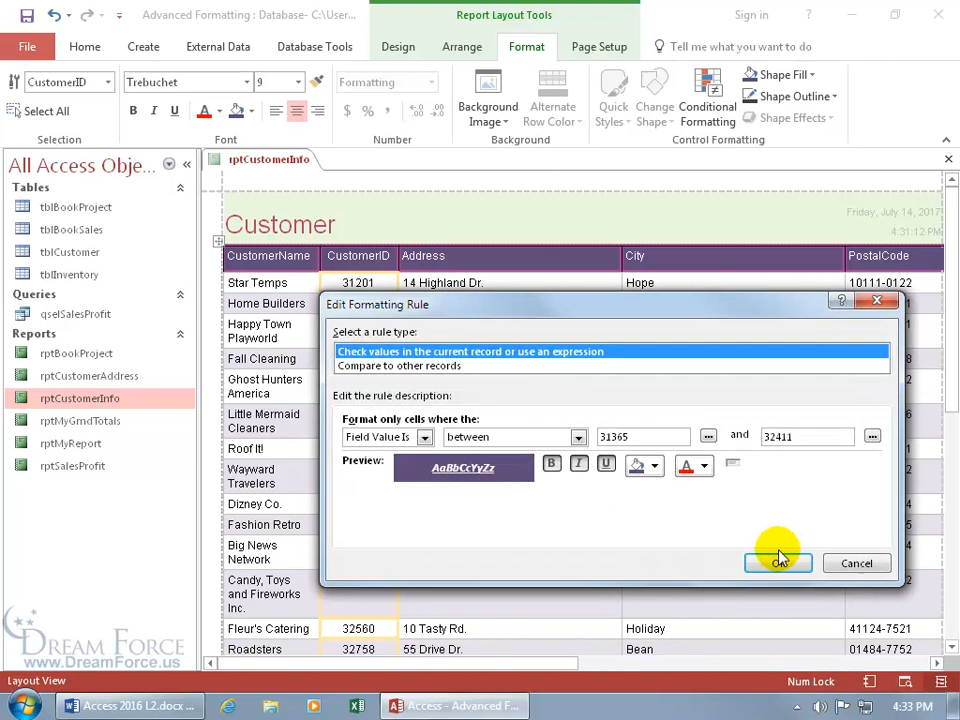 Advanced Formatting : Database- C:\User... Report Layout Tools Sign in ?
File Home Create External Data Database Tools Design Arrange Format Page Setup Tell me what you want to do
CustomerID Trebuchet 9 Formatting Shape Fill
Select All B I U A $ % Background Image Alternate Row Color Quick Styles Change Shape Conditional Formatting Shape Outline
Shape Effects
Selection Font Number Background Control Formatting
All Access Obje... «
Tables
tblBookProject
tblBookSales
tblCustomer
tblInventory
Queries
qselSalesProfit
Reports
rptBookProject
rptCustomerAddress
rptCustomerInfo
rptMyGrndTotals
rptMyReport
rptSalesProfit
rptCustomerInfo
Customer
Friday, July 14, 2017
4:31:12 PM
CustomerName CustomerID Address City PostalCode
Star Temps 31201 14 Highland Dr. Hope 10111-0122
Home Builders
Happy Town
Playworld
Fall Cleaning
Ghost Hunters
America
Little Mermaid
Cleaners
Roof It!
Wayward
Travelers
Dizney Co.
Fashion Retro
Big News
Network
Candy, Toys
and Fireworks
Inc.
Fleur's Catering 32560 10 Tasty Rd. Holiday 41124-7521
Roadsters 32758 55 Drive Dr. Bean 01484-7752
Edit Formatting Rule
Select a rule type:
Check values in the current record or use an expression
Compare to other records
Edit the rule description:
Format only cells where the:
Field Value Is between 31365 ... and 32411 ...
Preview: AaBbCcYyZz B I U A
Cancel
DREAM FORCE
www.DreamForce.us
Layout View Num Lock
Access 2016 L2.docx ... Access - Advanced F... 4:33 PM